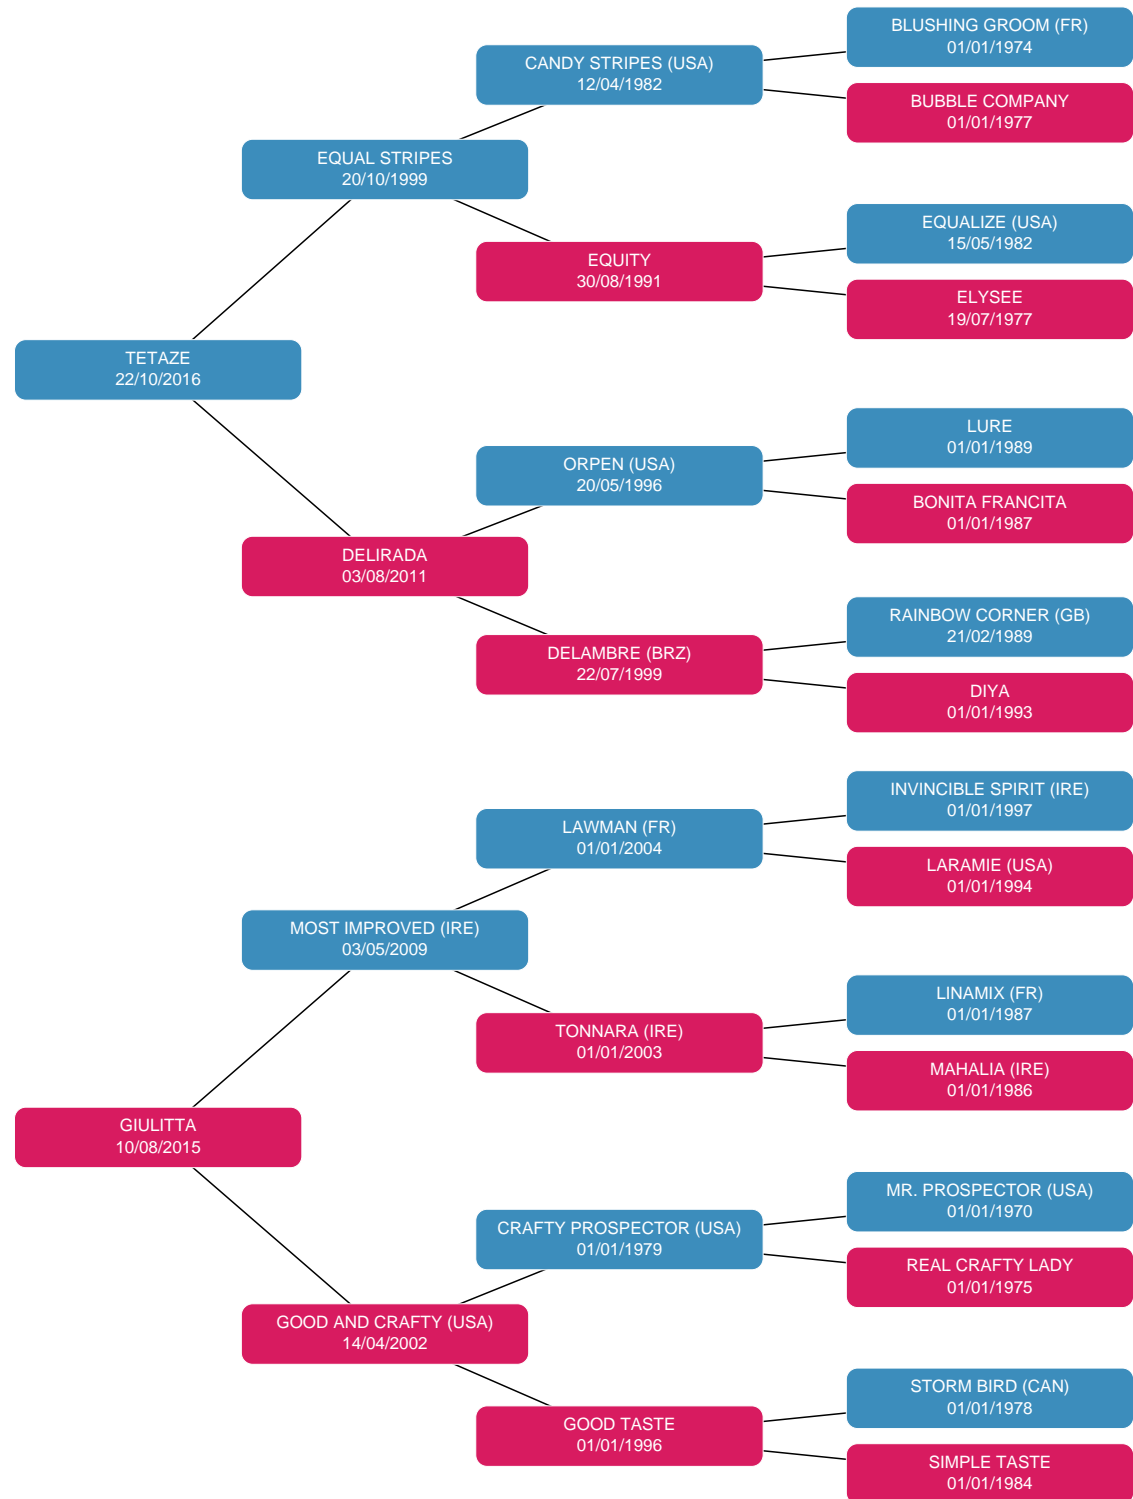 BLUSHING GROOM (FR)
01/01/1974
CANDY STRIPES (USA)
12/04/1982
BUBBLE COMPANY
01/01/1977
EQUAL STRIPES
20/10/1999
EQUALIZE (USA)
15/05/1982
EQUITY
30/08/1991
ELYSEE
19/07/1977
TETAZE
22/10/2016
LURE
01/01/1989
ORPEN (USA)
20/05/1996
BONITA FRANCITA
01/01/1987
DELIRADA
03/08/2011
RAINBOW CORNER (GB)
21/02/1989
DELAMBRE (BRZ)
22/07/1999
DIYA
01/01/1993
INVINCIBLE SPIRIT (IRE)
01/01/1997
LAWMAN (FR)
01/01/2004
LARAMIE (USA)
01/01/1994
MOST IMPROVED (IRE)
03/05/2009
LINAMIX (FR)
01/01/1987
TONNARA (IRE)
01/01/2003
MAHALIA (IRE)
01/01/1986
GIULITTA
10/08/2015
MR. PROSPECTOR (USA)
01/01/1970
CRAFTY PROSPECTOR (USA)
01/01/1979
REAL CRAFTY LADY
01/01/1975
GOOD AND CRAFTY (USA)
14/04/2002
STORM BIRD (CAN)
01/01/1978
GOOD TASTE
01/01/1996
SIMPLE TASTE
01/01/1984